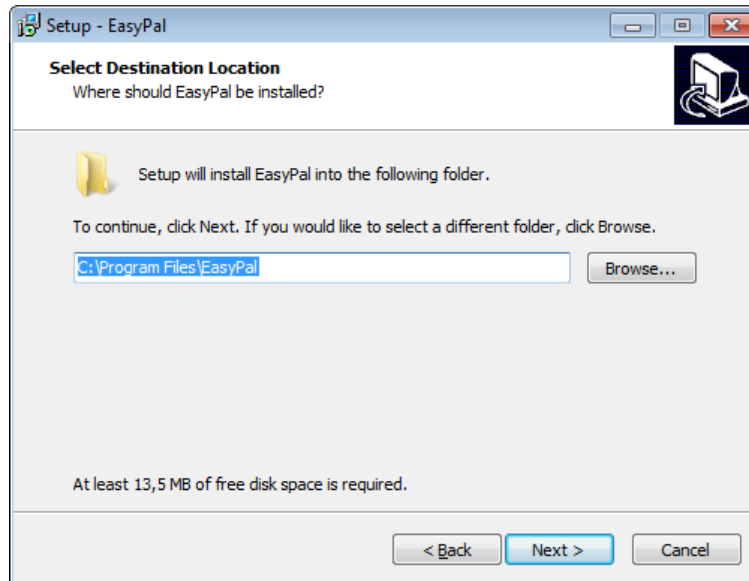 Setup - EasyPal
Select Destination Location
Where should EasyPal be installed?
Setup will install EasyPal into the following folder.
To continue, click Next. If you would like to select a different folder, click Browse.
C:\Program Files\EasyPal
Browse...
At least 13,5 MB of free disk space is required.
< Back
Next >
Cancel